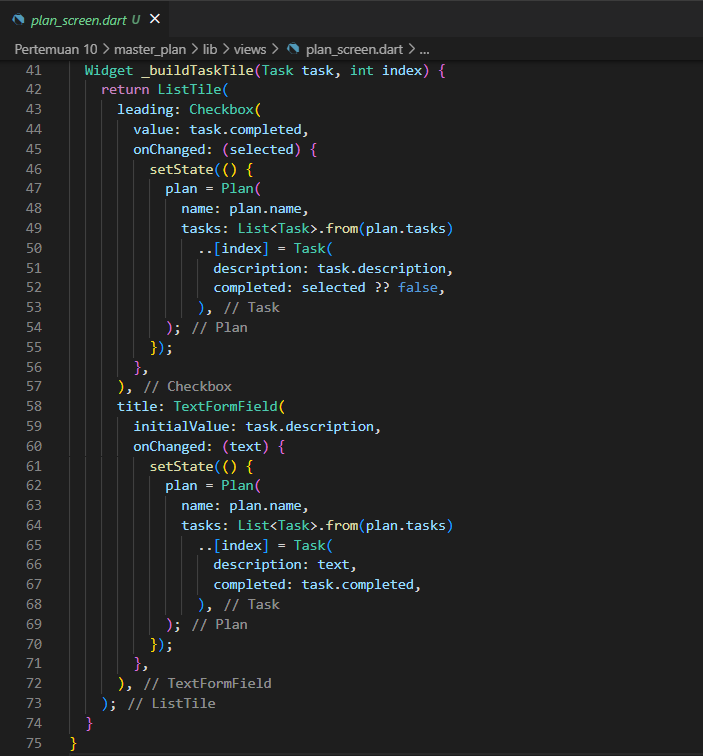 plan_screen.dart U ✕
Pertemuan 10 > master_plan > lib > views > plan_screen.dart > ...
41 Widget _buildTaskTile(Task task, int index) {
42 return ListTile(
43 leading: Checkbox(
44 value: task.completed,
45 onChanged: (selected) {
46 setState(() {
47 plan = Plan(
48 name: plan.name,
49 tasks: List<Task>.from(plan.tasks)
50 ..[index] = Task(
51 description: task.description,
52 completed: selected ?? false,
53 ), // Task
54 ); // Plan
55 });
56 },
57 ), // Checkbox
58 title: TextFormField(
59 initialValue: task.description,
60 onChanged: (text) {
61 setState(() {
62 plan = Plan(
63 name: plan.name,
64 tasks: List<Task>.from(plan.tasks)
65 ..[index] = Task(
66 description: text,
67 completed: task.completed,
68 ), // Task
69 ); // Plan
70 });
71 },
72 ), // TextFormField
73 ); // ListTile
74 }
75 }